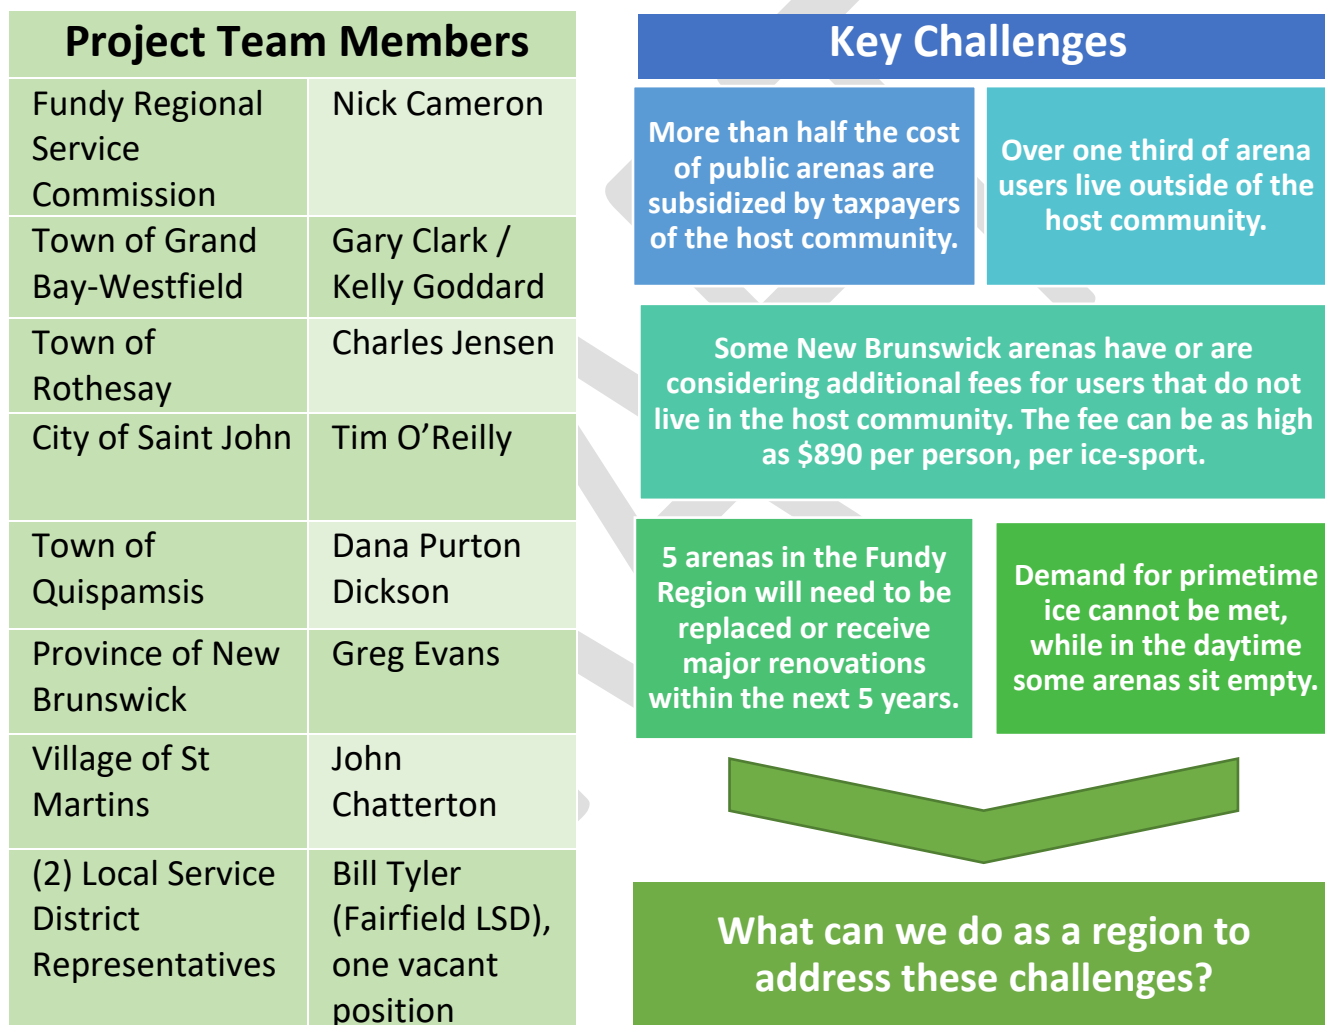 Project Team Members
Fundy Regional
Service
Commission
Nick Cameron
Town of Grand
Bay-Westfield
Gary Clark /
Kelly Goddard
Town of
Rothesay
Charles Jensen
City of Saint John
Tim O’Reilly
Town of
Quispamsis
Dana Purton
Dickson
Province of New
Brunswick
Greg Evans
Village of St
Martins
John
Chatterton
(2) Local Service
District
Representatives
Bill Tyler
(Fairfield LSD),
one vacant
position
Key Challenges
More than half the cost
of public arenas are
subsidized by taxpayers
of the host community.
Over one third of arena
users live outside of the
host community.
Some New Brunswick arenas have or are
considering additional fees for users that do not
live in the host community. The fee can be as high
as $890 per person, per ice-sport.
5 arenas in the Fundy
Region will need to be
replaced or receive
major renovations
within the next 5 years.
Demand for primetime
ice cannot be met,
while in the daytime
some arenas sit empty.
What can we do as a region to
address these challenges?